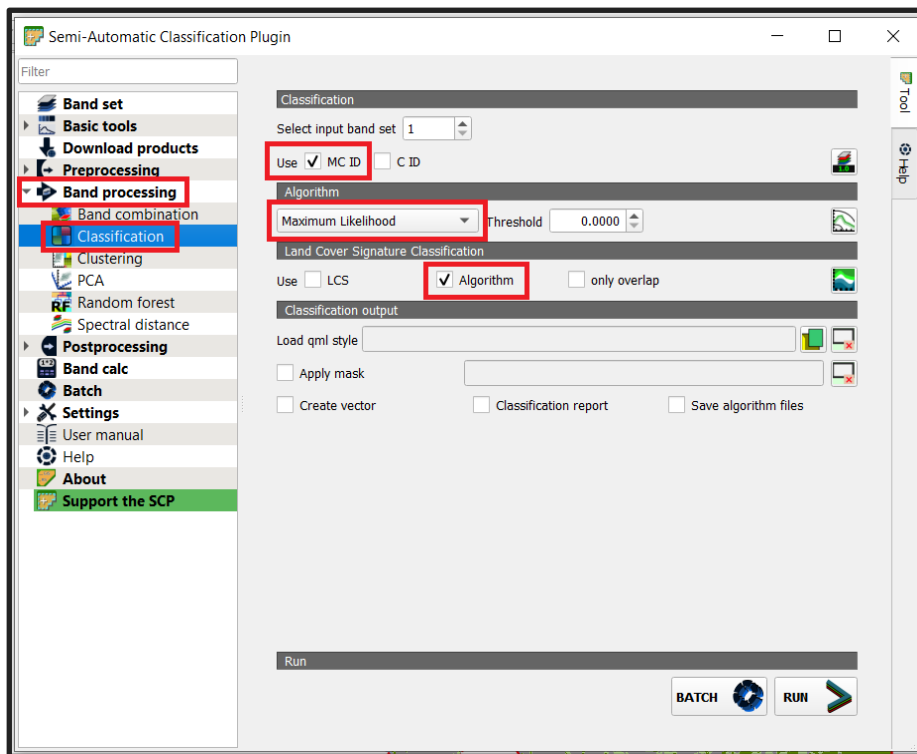 Semi-Automatic Classification Plugin
Filter
Band set
Basic tools
Download products
Preprocessing
Band processing
Band combination
Classification
Clustering
PCA
RF Random forest
Spectral distance
Postprocessing
Band calc
Batch
Settings
User manual
Help
About
Support the SCP
Classification
Select input band set 1
Use MC ID C ID
Algorithm
Maximum Likelihood Threshold 0.0000
Land Cover Signature Classification
Use LCS Algorithm only overlap
Classification output
Load qml style
Apply mask
Create vector Classification report Save algorithm files
Run
BATCH RUN
Tool
Help